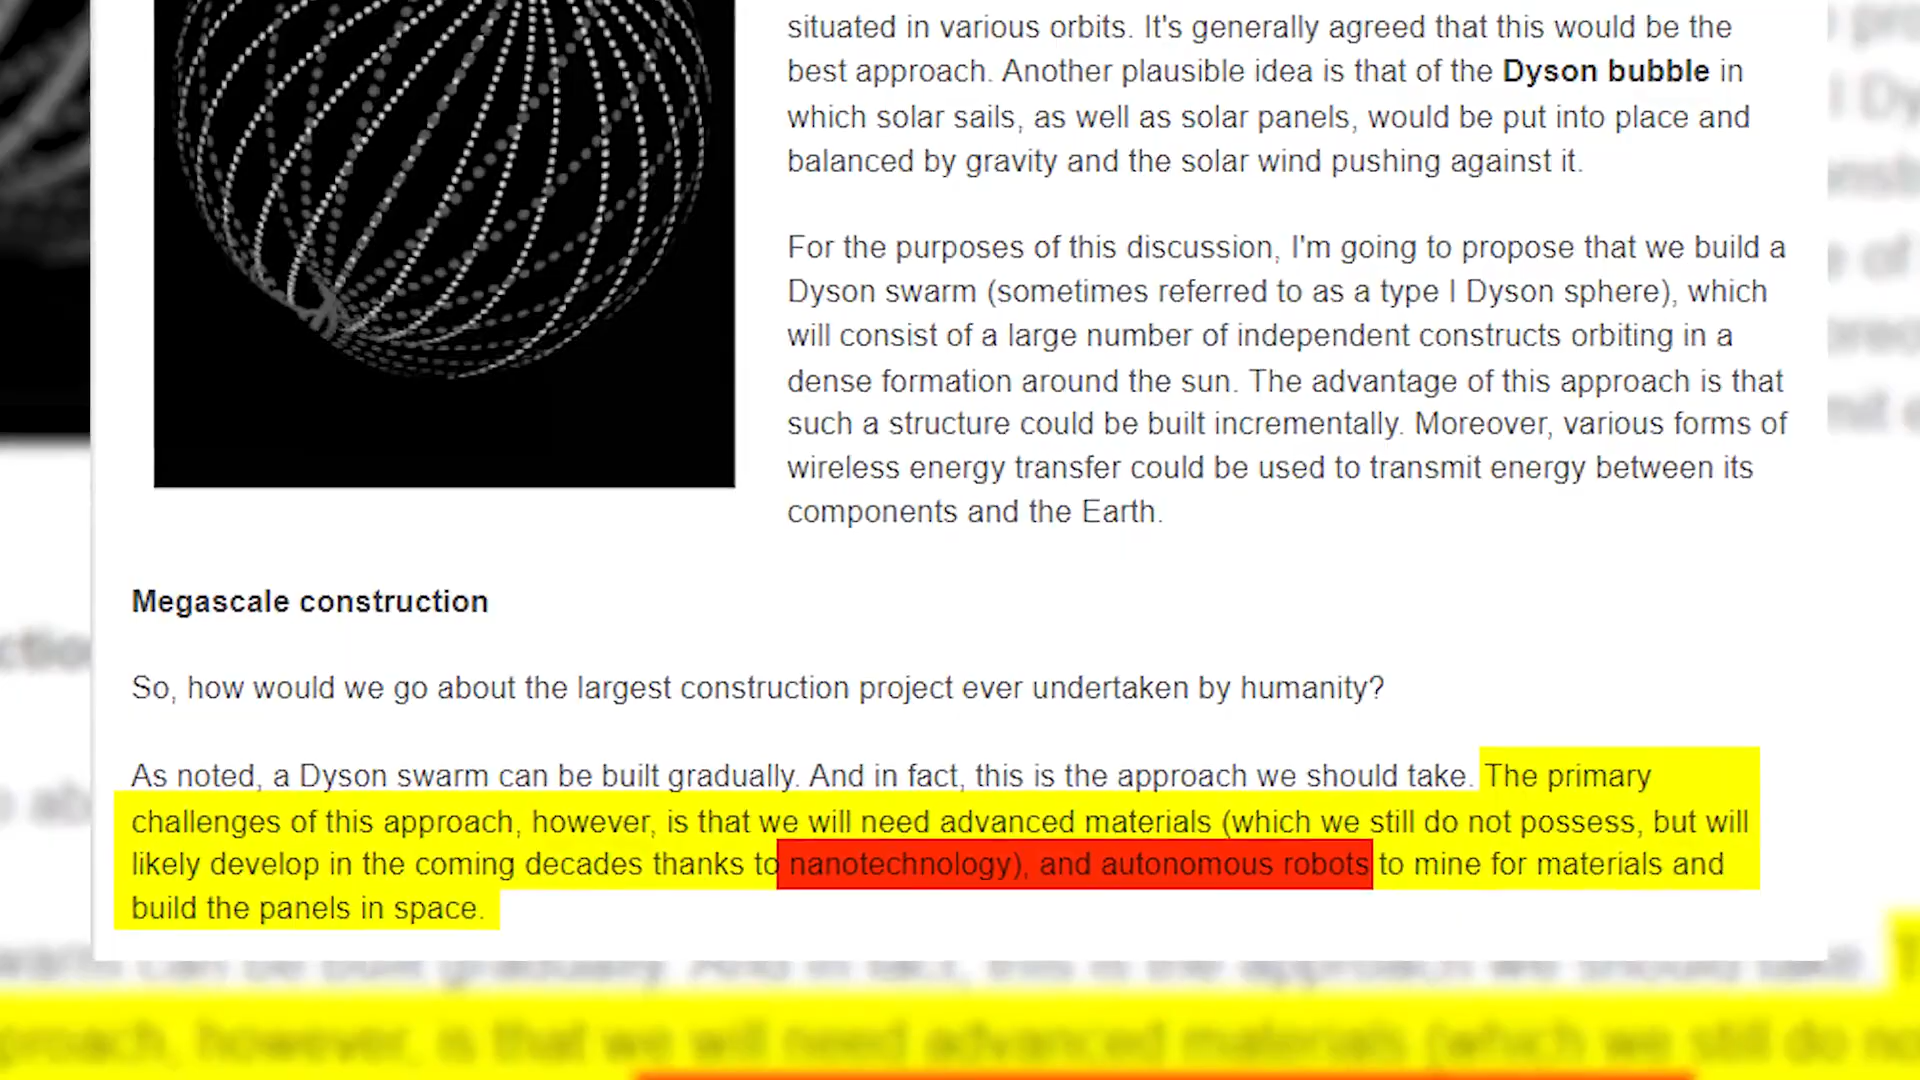 situated in various orbits. It's generally agreed that this would be the
best approach. Another plausible idea is that of the Dyson bubble in
which solar sails, as well as solar panels, would be put into place and
balanced by gravity and the solar wind pushing against it.
For the purposes of this discussion, I'm going to propose that we build a
Dyson swarm (sometimes referred to as a type I Dyson sphere), which
will consist of a large number of independent constructs orbiting in a
dense formation around the sun. The advantage of this approach is that
such a structure could be built incrementally. Moreover, various forms of
wireless energy transfer could be used to transmit energy between its
components and the Earth.
Megascale construction
So, how would we go about the largest construction project ever undertaken by humanity?
As noted, a Dyson swarm can be built gradually. And in fact, this is the approach we should take. The primary
challenges of this approach, however, is that we will need advanced materials (which we still do not possess, but will
likely develop in the coming decades thanks to nanotechnology), and autonomous robots to mine for materials and
build the panels in space.